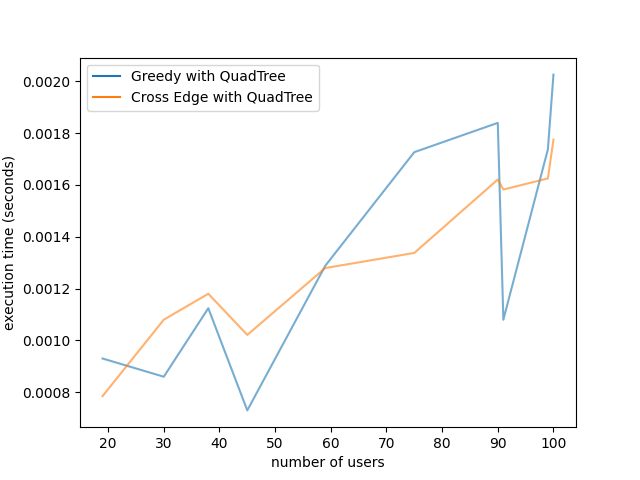 Greedy with QuadTree
Cross Edge with QuadTree
0.0020
0.0018
0.0016
0.0014
0.0012
0.0010
0.0008
execution time (seconds)
20 30 40 50 60 70 80 90 100
number of users